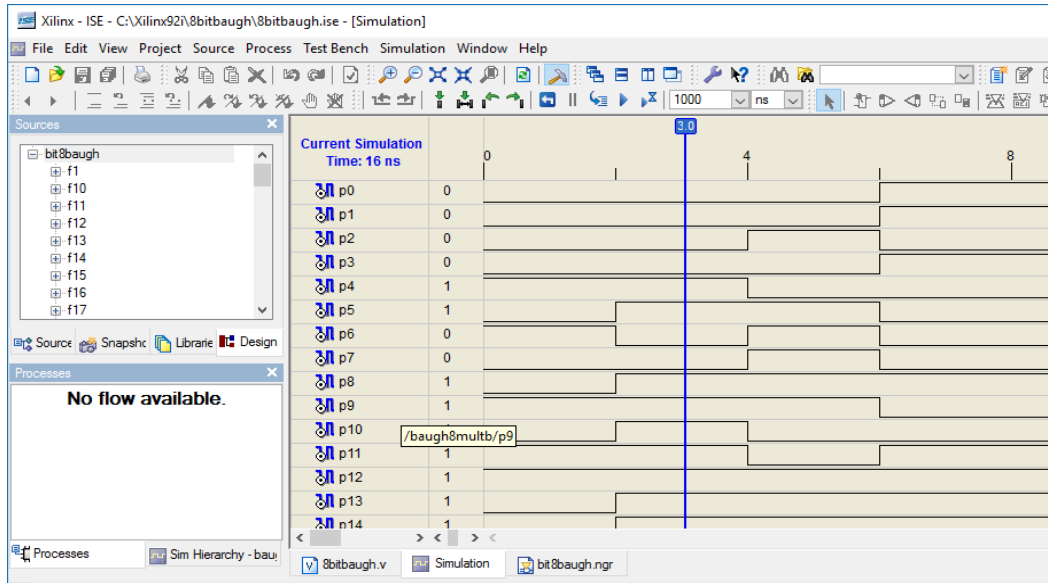 Xilinx - ISE - C:\Xilinx92i\8bitbaugh\8bitbaugh.ise - [Simulation]
File Edit View Project Source Process Test Bench Simulation Window Help
1000 ns
Sources
bit8baugh
f1
f10
f11
f12
f13
f14
f15
f16
f17
Source Snapshc Librarie Design
Processes
No flow available.
Processes Sim Hierarchy - bau
Current Simulation
Time: 16 ns
3.0
0 4 8
p0 0
p1 0
p2 0
p3 0
p4 1
p5 1
p6 0
p7 0
p8 1
p9 1
p10
/baugh8multb/p9
p11 1
p12 1
p13 1
p14 1
8bitbaugh.v Simulation bit8baugh.ngr